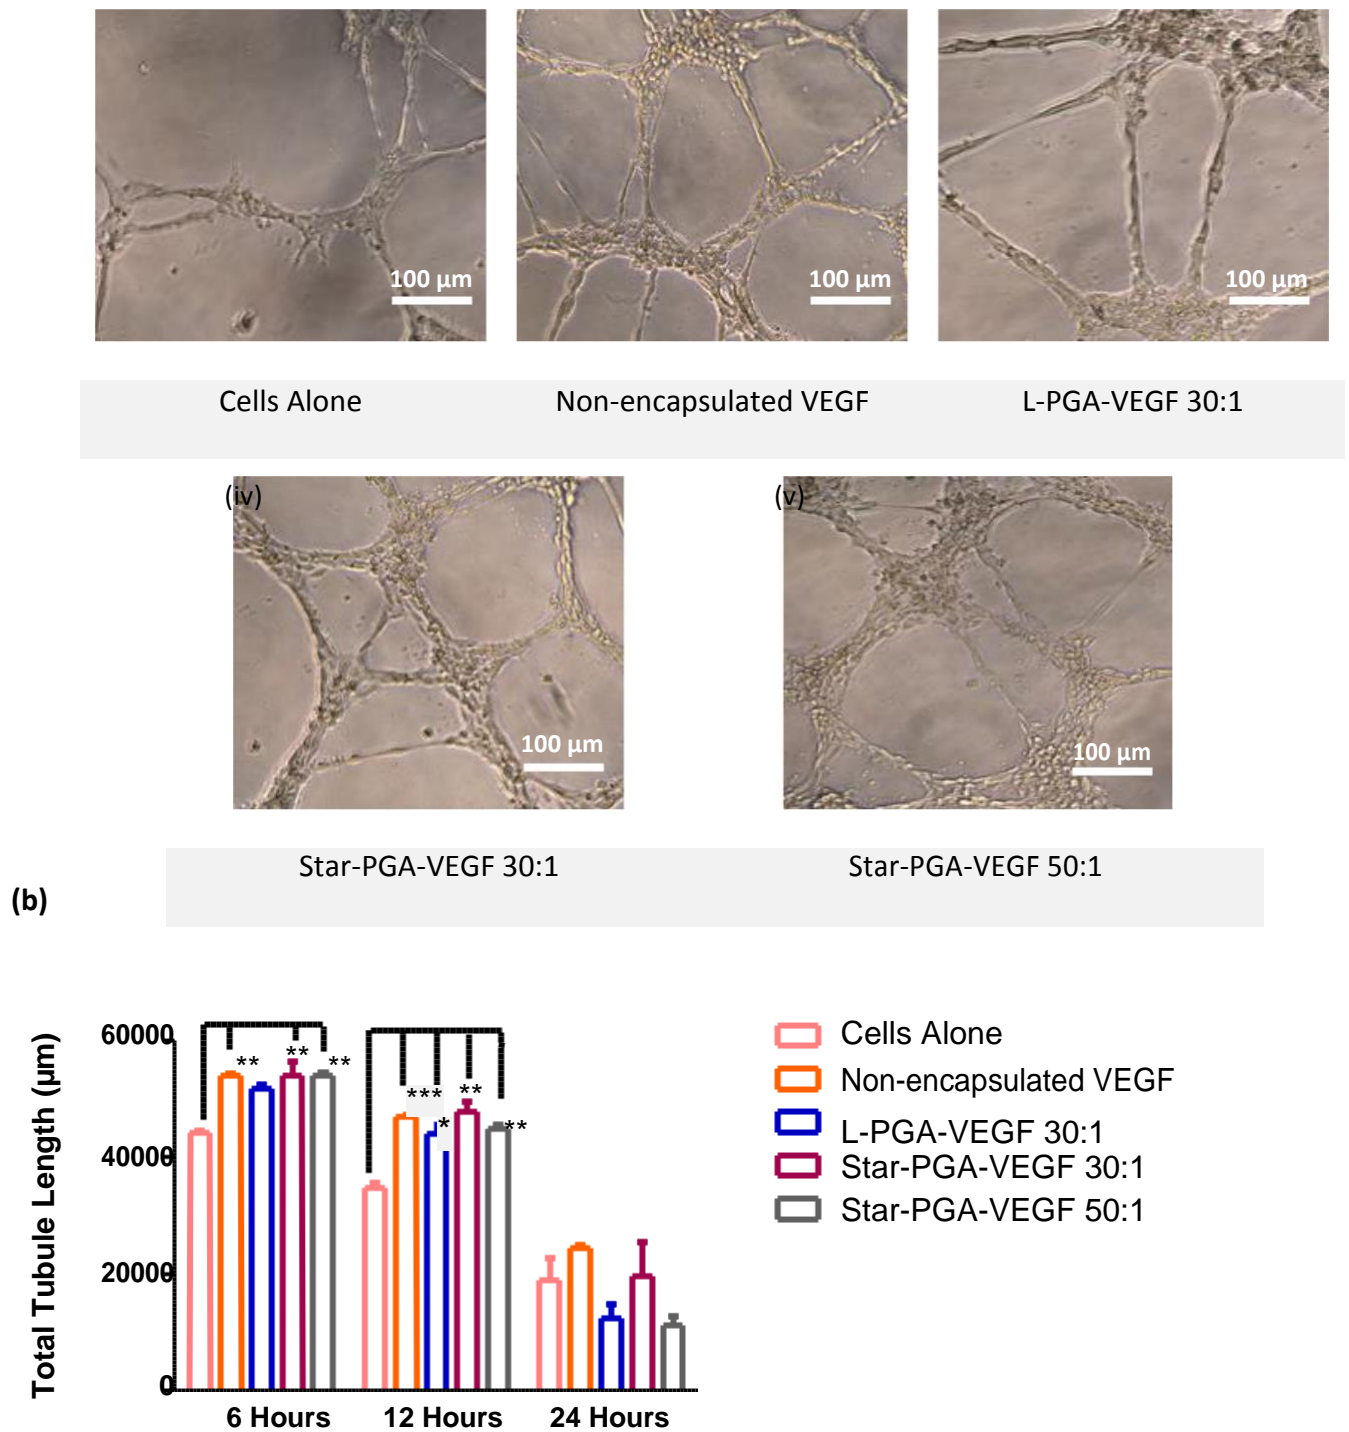 100 µm
100 µm
100 µm
Cells Alone
Non-encapsulated VEGF
L-PGA-VEGF 30:1
(iv)
(v)
100 µm
100 µm
Star-PGA-VEGF 30:1
Star-PGA-VEGF 50:1
(b)
Total Tubule Length (µm)
60000
40000
20000
0
**
**
**
***
*
**
**
6 Hours
12 Hours
24 Hours
Cells Alone
Non-encapsulated VEGF
L-PGA-VEGF 30:1
Star-PGA-VEGF 30:1
Star-PGA-VEGF 50:1